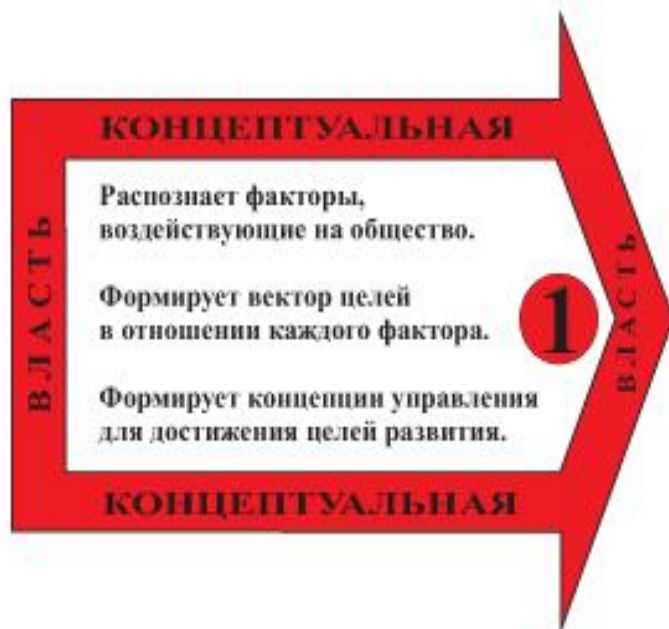 КОНЦЕПТУАЛЬНАЯ
ВЛАСТЬ
Распознает факторы,
воздействующие на общество.
Формирует вектор целей
в отношении каждого фактора.
1
Формирует концепции управления
для достижения целей развития.
ВЛАСТЬ
КОНЦЕПТУАЛЬНАЯ